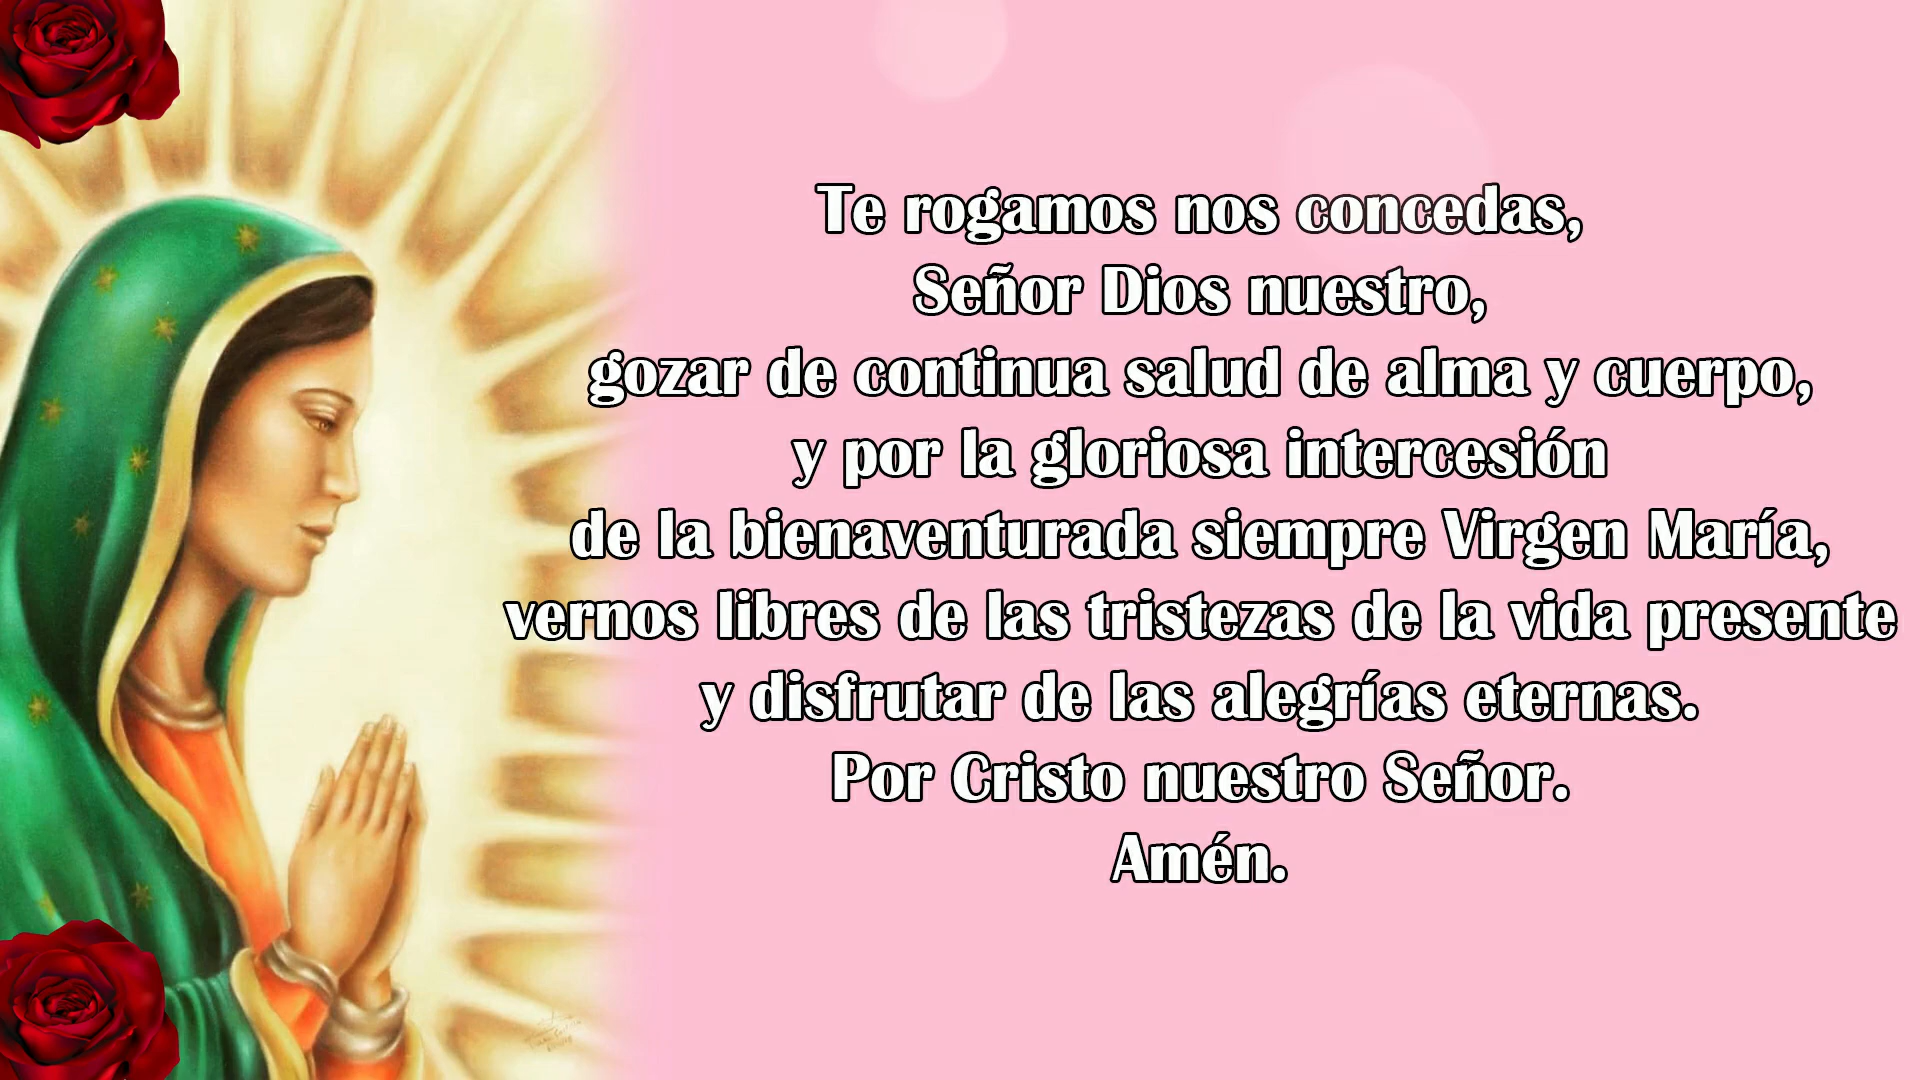 Te rogamos nos concedas,
Señor Dios nuestro,
gozar de continua salud de alma y cuerpo,
y por la gloriosa intercesión
de la bienaventurada siempre Virgen María,
vernos libres de las tristezas de la vida presente
y disfrutar de las alegrías eternas.
Por Cristo nuestro Señor.
Amén.